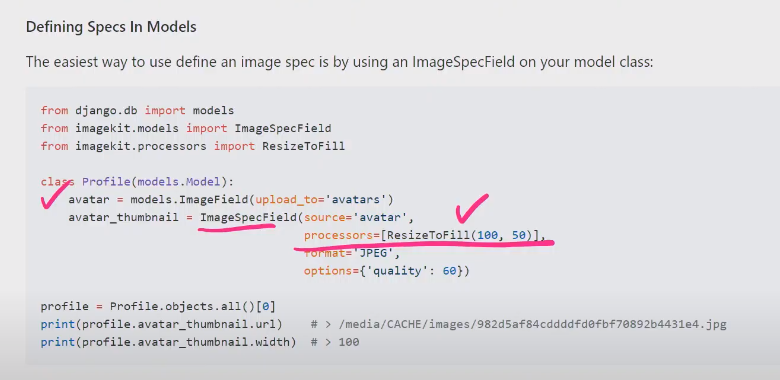 Defining Specs In Models
The easiest way to use define an image spec is by using an ImageSpecField on your model class:
from django.db import models
from imagekit.models import ImageSpecField
from imagekit.processors import ResizeToFill
class Profile(models.Model):
    avatar = models.ImageField(upload_to='avatars')
    avatar_thumbnail = ImageSpecField(source='avatar',
                                      processors=[ResizeToFill(100, 50)],
                                      format='JPEG',
                                      options={'quality': 60})
profile = Profile.objects.all()[0]
print(profile.avatar_thumbnail.url)    # > /media/CACHE/images/982d5af84cddddfd0fbf70892b4431e4.jpg
print(profile.avatar_thumbnail.width)  # > 100